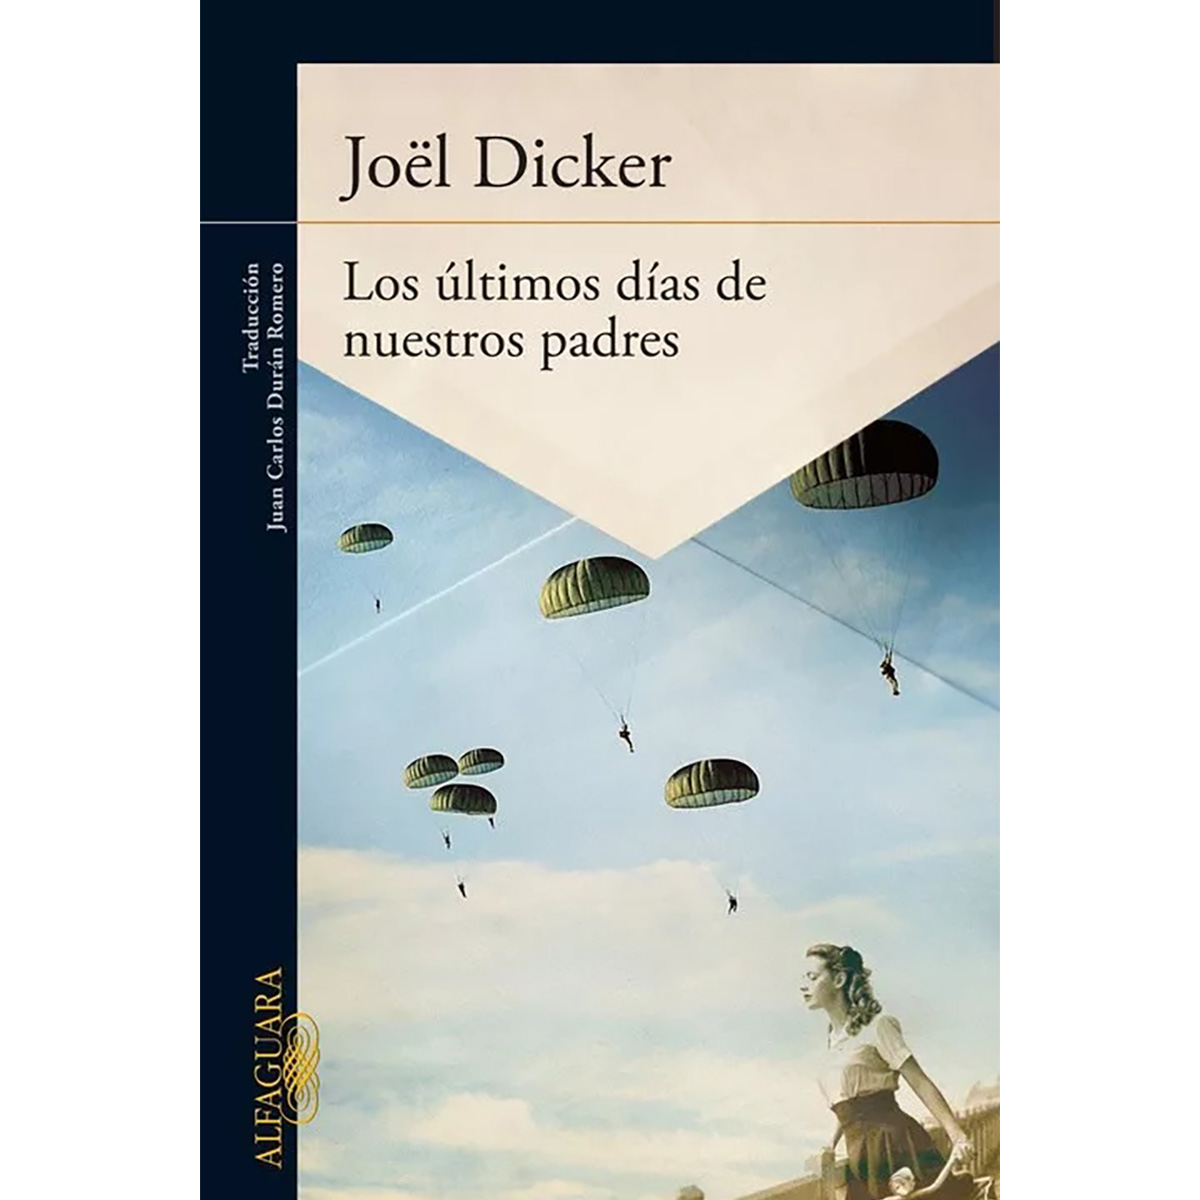 Joël Dicker
Los últimos días de
nuestros padres
Traducción
Juan Carlos Durán Romero
ALFAGUARA